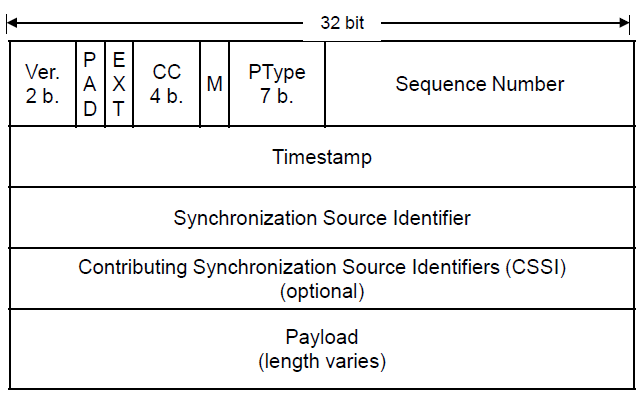 32 bit
Ver.
2 b.
PAD
EXT
CC
4 b.
M
PType
7 b.
Sequence Number
Timestamp
Synchronization Source Identifier
Contributing Synchronization Source Identifiers (CSSI)
(optional)
Payload
(length varies)